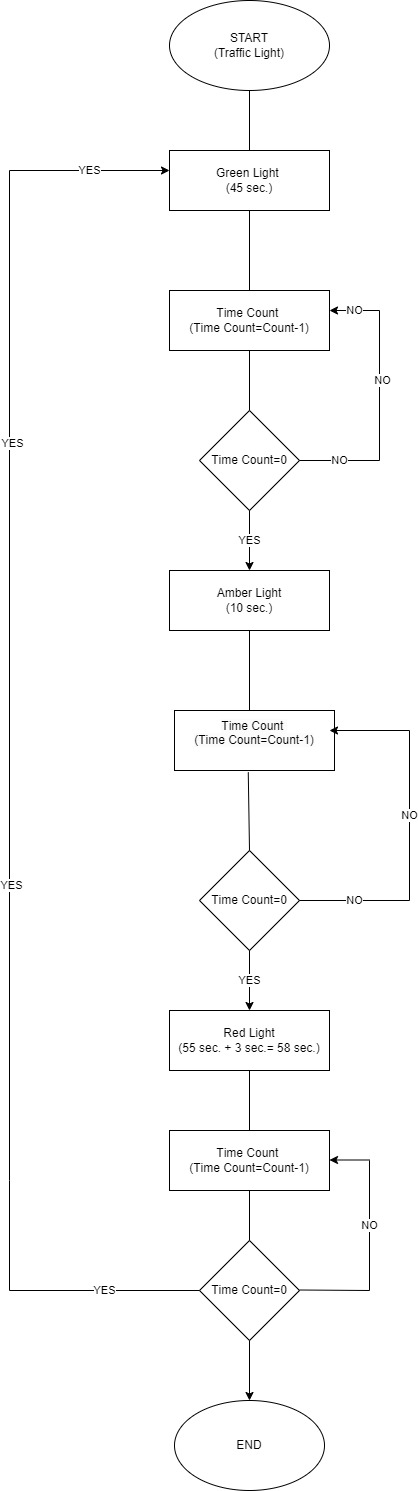 START
(Traffic Light)
YES
Green Light
(45 sec.)
Time Count
(Time Count=Count-1)
NO
NO
YES
Time Count=0
NO
YES
Amber Light
(10 sec.)
Time Count
(Time Count=Count-1)
NO
YES
Time Count=0
NO
YES
Red Light
(55 sec. + 3 sec.= 58 sec.)
Time Count
(Time Count=Count-1)
NO
YES
Time Count=0
END